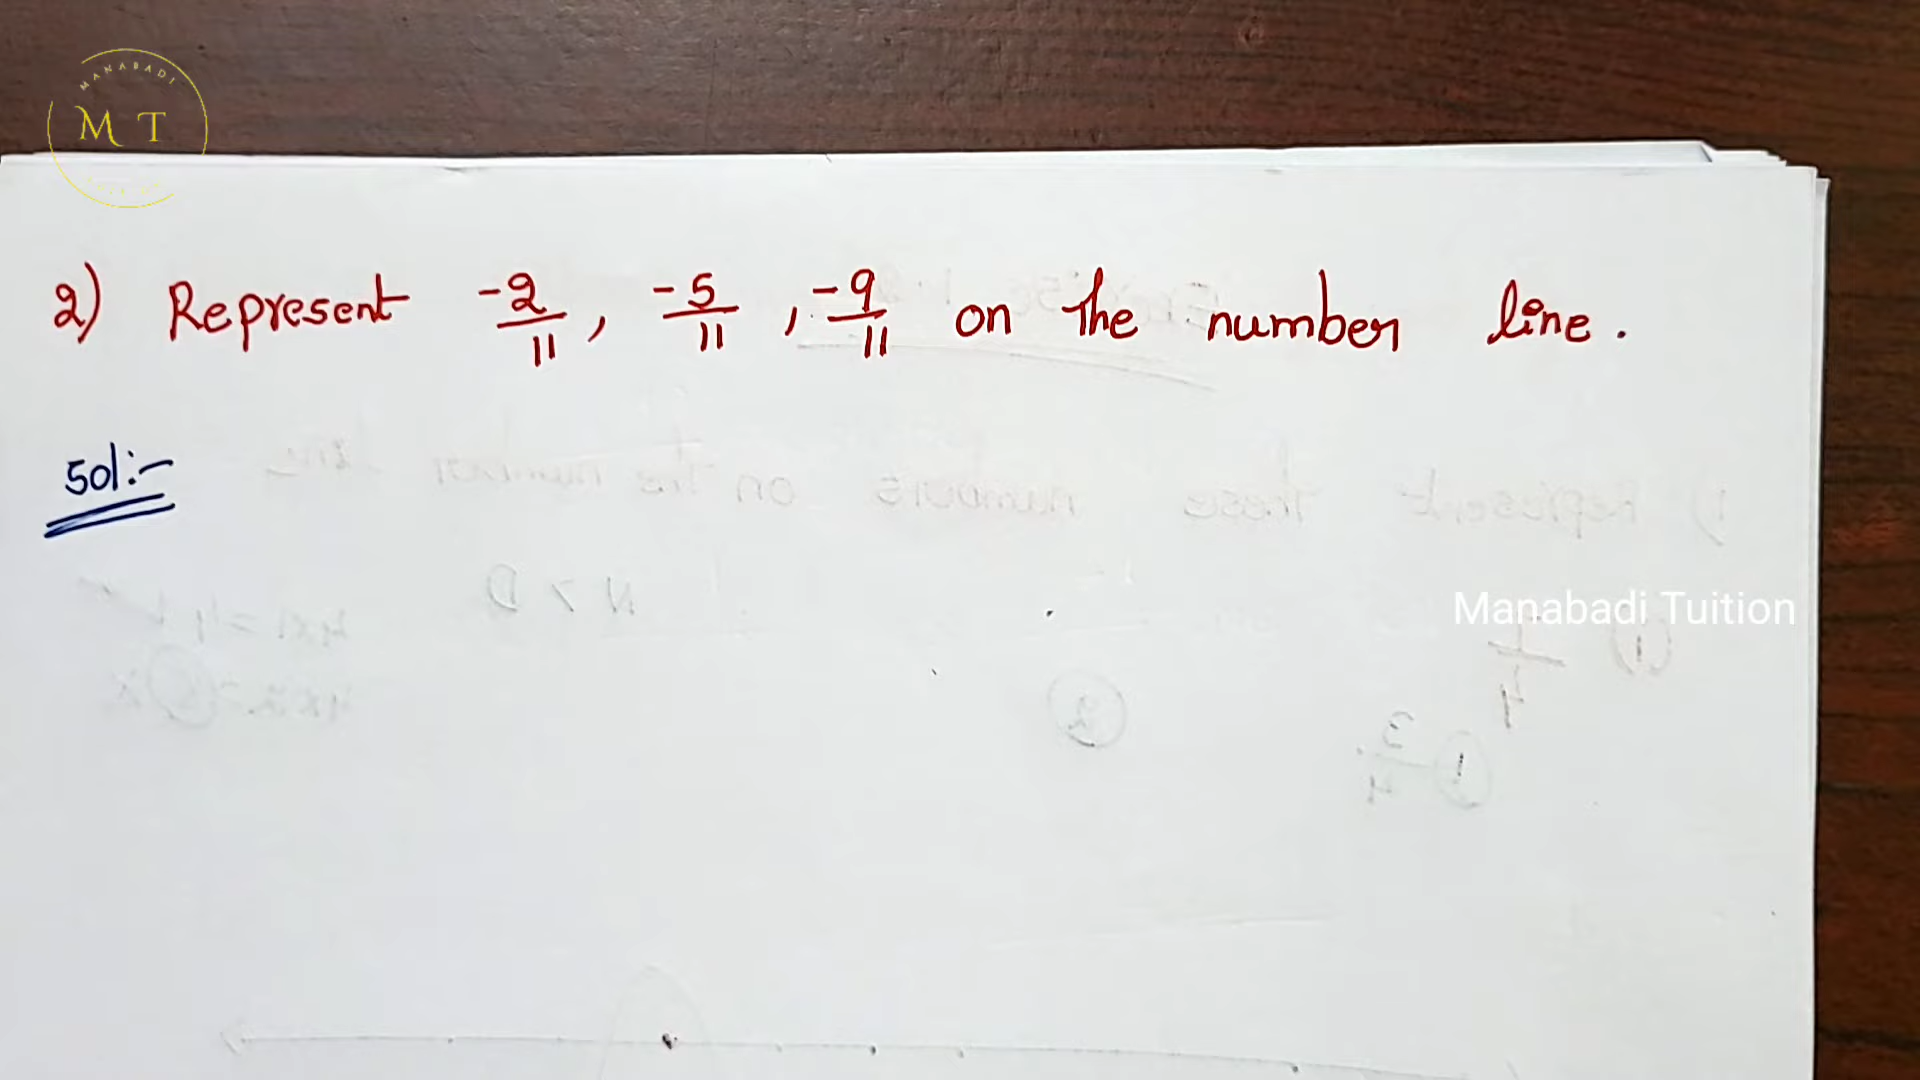 MANABADI
M T
2) Represent -2/11, -5/11, -9/11 on the number line.
Sol:-
Manabadi Tuition